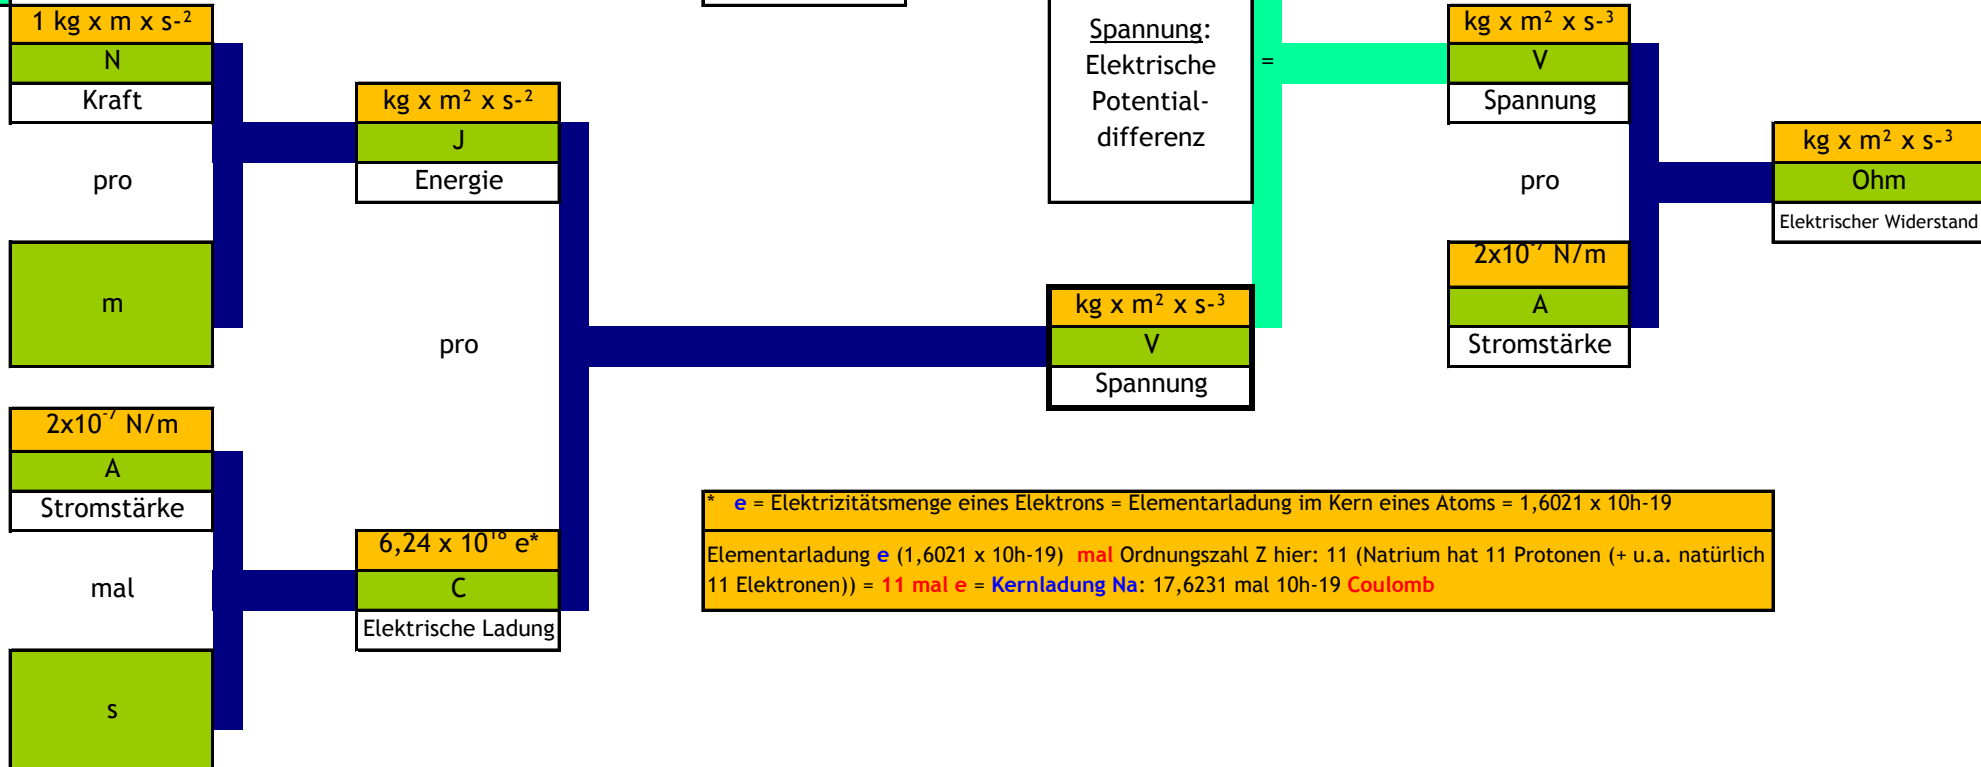 1 kg x m x s-²
N
Kraft
pro
m
2x10⁻⁷ N/m
A
Stromstärke
mal
s
kg x m² x s-²
J
Energie
pro
6,24 x 10¹⁸ e*
C
Elektrische Ladung
Spannung:
Elektrische
Potential-
differenz
=
kg x m² x s-³
V
Spannung
kg x m² x s-³
V
Spannung
pro
2x10⁻⁷ N/m
A
Stromstärke
kg x m² x s-³
Ohm
Elektrischer Widerstand
* e = Elektrizitätsmenge eines Elektrons = Elementarladung im Kern eines Atoms = 1,6021 x 10h-19
Elementarladung e (1,6021 x 10h-19) mal Ordnungszahl Z hier: 11 (Natrium hat 11 Protonen (+ u.a. natürlich
11 Elektronen)) = 11 mal e = Kernladung Na: 17,6231 mal 10h-19 Coulomb